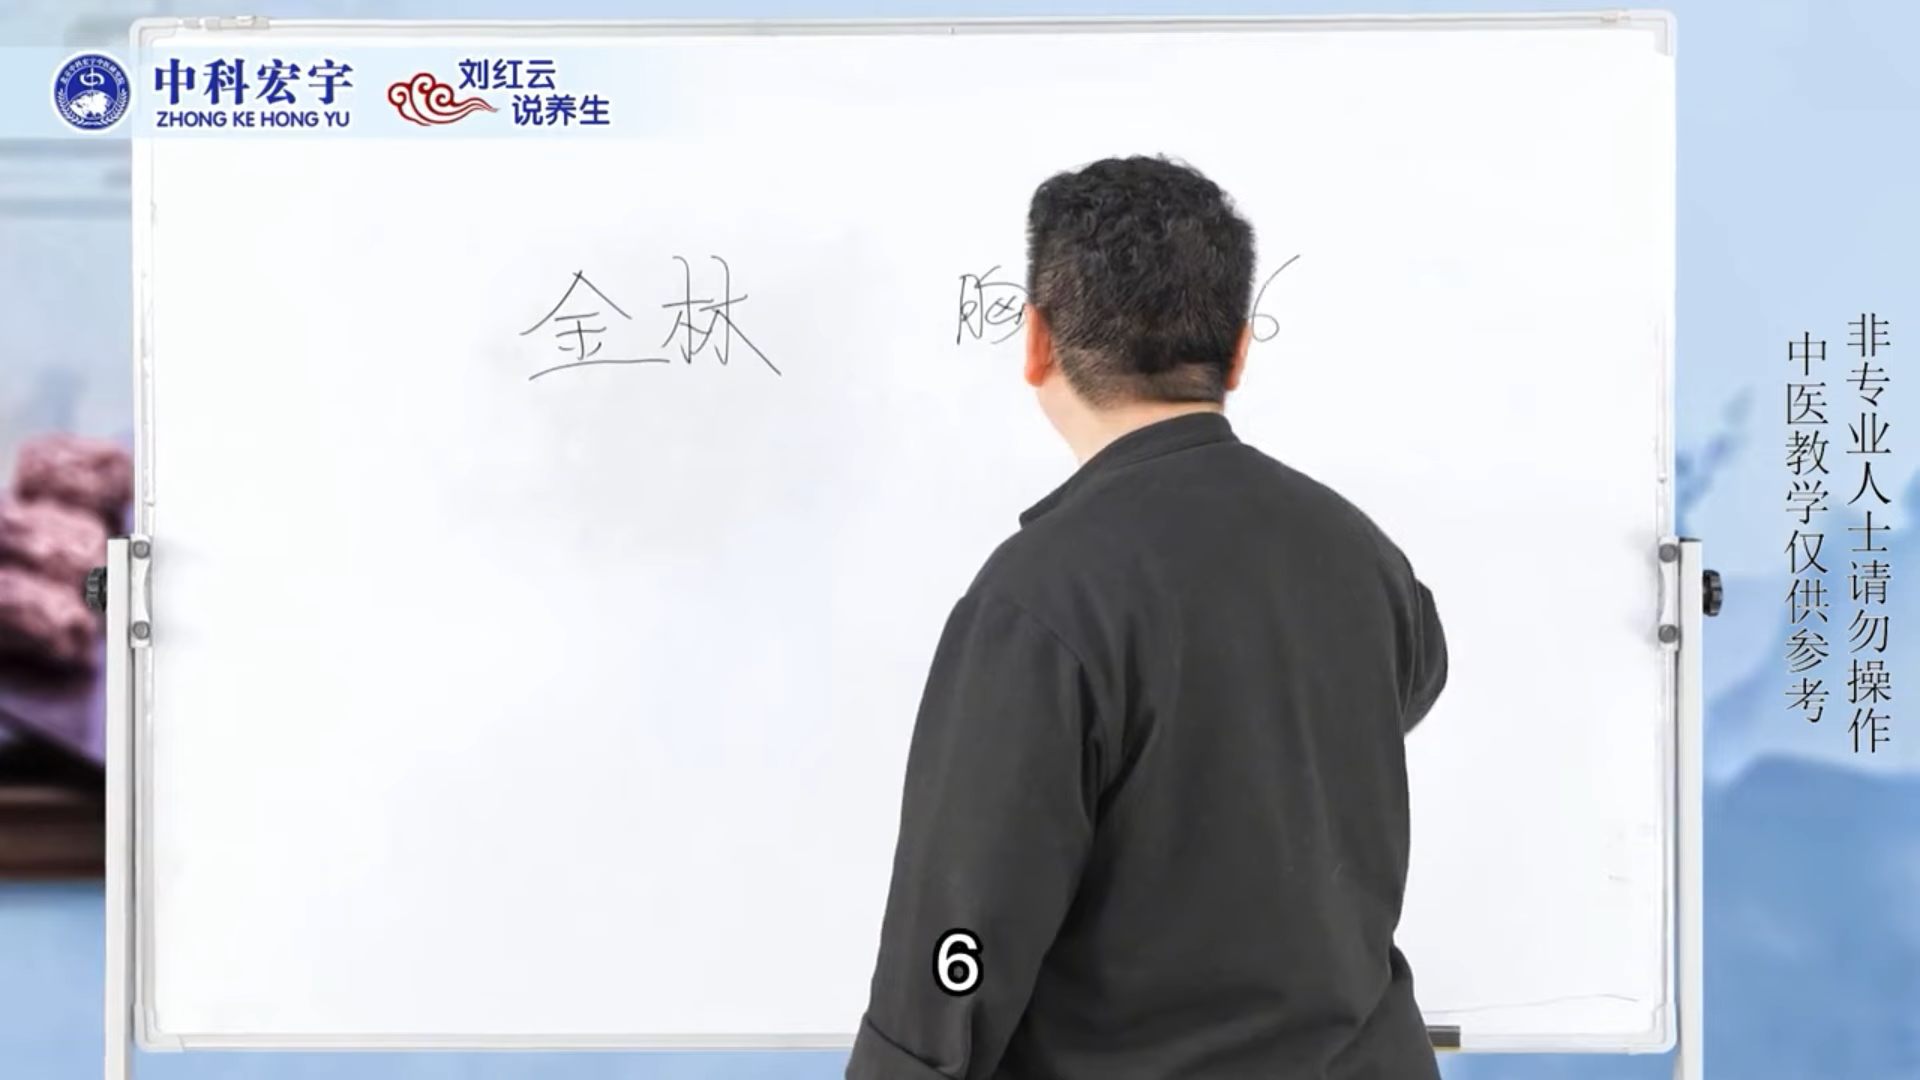 中科宏宇
ZHONG KE HONG YU
刘红云
说养生
金林 胸 6
非专业人士请勿操作
中医教学仅供参考
6